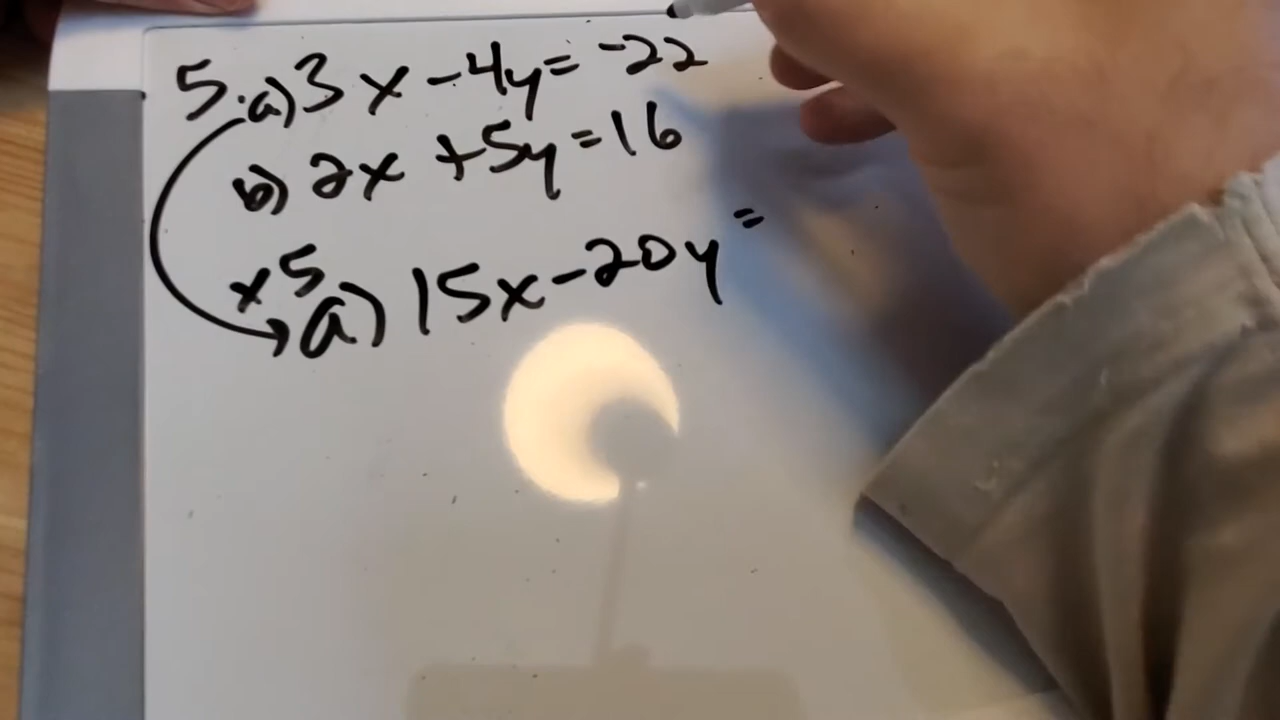 5. a) 3x - 4y = -22
b) 2x + 5y = 16
x5 a) 15x - 20y =